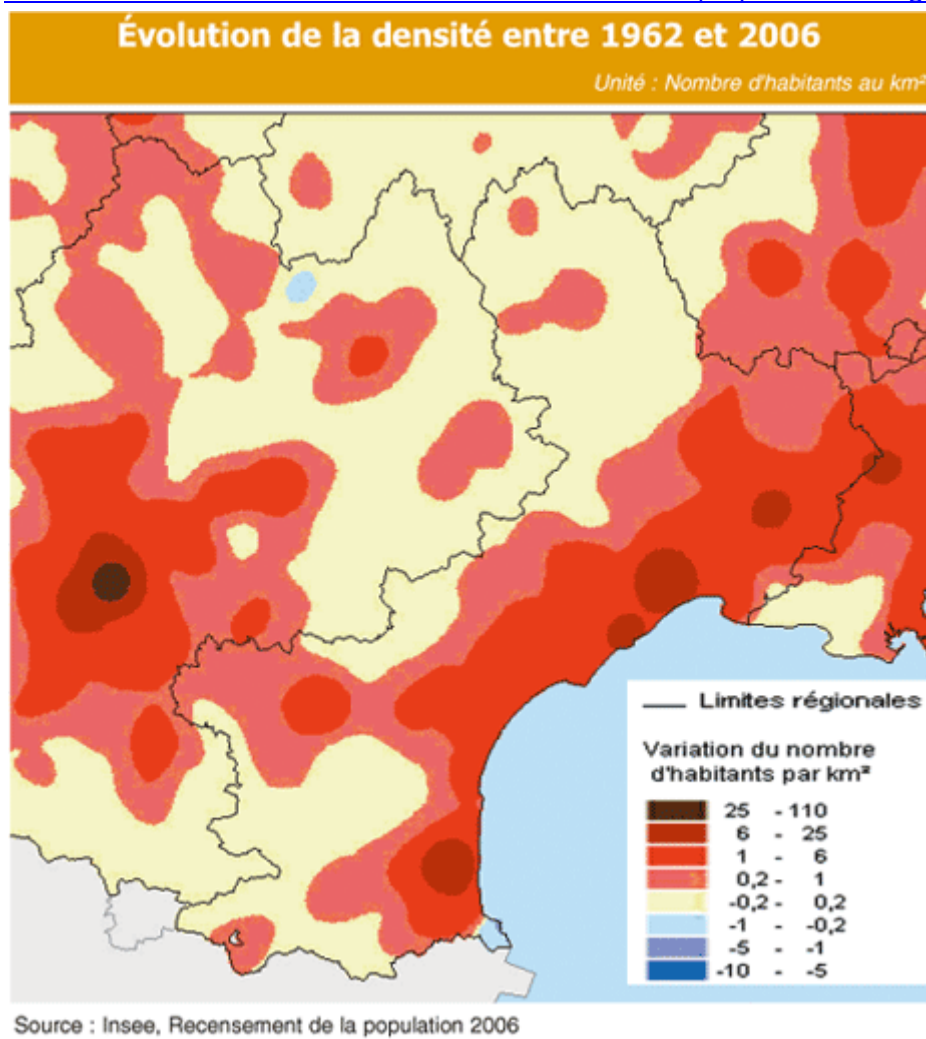 Évolution de la densité entre 1962 et 2006
Unité : Nombre d'habitants au km²
Limites régionales
Variation du nombre
d'habitants par km²
25 - 110
6 - 25
1 - 6
0,2 - 1
-0,2 - 0,2
-1 - -0,2
-5 - -1
-10 - -5
Source : Insee, Recensement de la population 2006